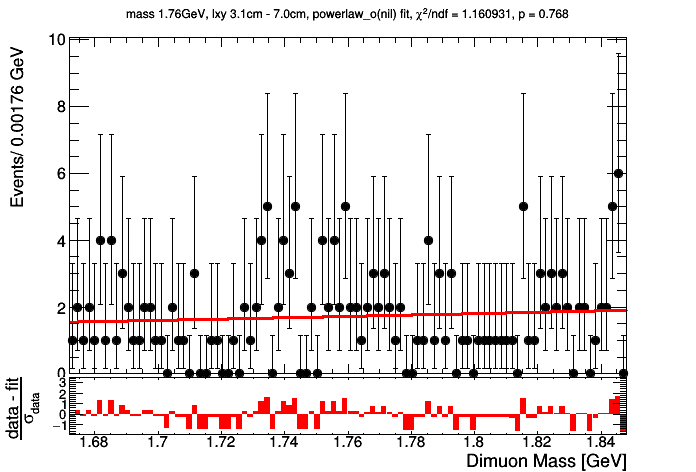 mass 1.76GeV, lxy 3.1cm - 7.0cm, powerlaw_o(nil) fit, χ²/ndf = 1.160931, p = 0.768
Events/ 0.00176 GeV
10
8
6
4
2
0
data - fit
σdata
3
2
1
0
−1
1.68 1.7 1.72 1.74 1.76 1.78 1.8 1.82 1.84
Dimuon Mass [GeV]